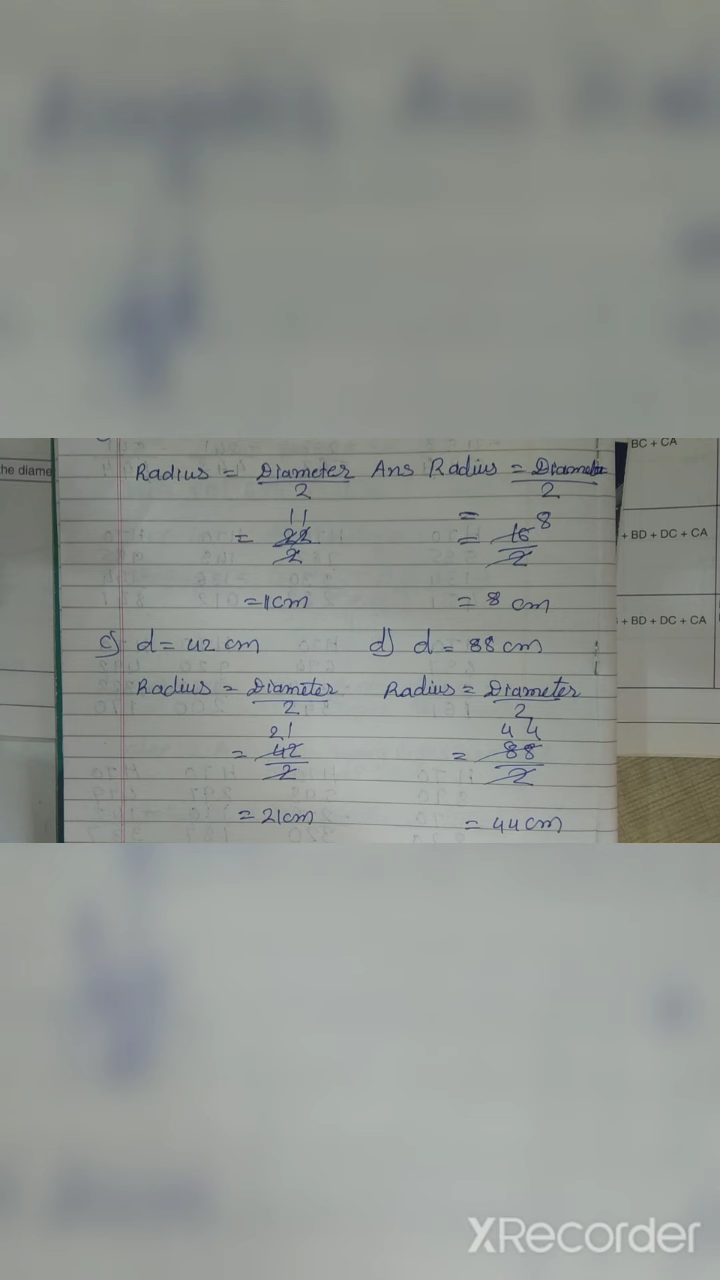 he diame
BC + CA
+ BD + DC + CA
+ BD + DC + CA
Radius = Diameter
2
11
= 22
2
= 11cm
Ans Radius =
2
=
8
= 16
2
= 8 cm
c) d = 42 cm
Radius = Diameter
2
21
= 42
2
= 21cm
d) d = 88 cm
Radius = Diameter
2
44
= 88
2
= 44 cm
XRecorder